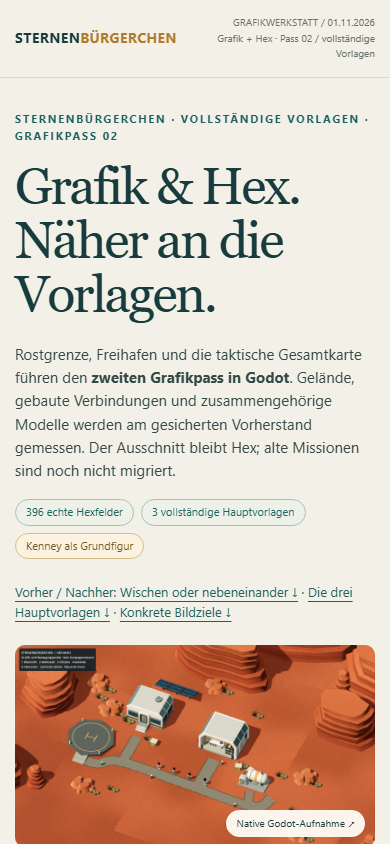 STERNENBÜRGERCHEN
GRAFIKWERKSTATT / 01.11.2026
Grafik + Hex · Pass 02 / vollständige
Vorlagen
STERNENBÜRGERCHEN · VOLLSTÄNDIGE VORLAGEN ·
GRAFIKPASS 02
Grafik & Hex.
Näher an die
Vorlagen.
Rostgrenze, Freihafen und die taktische Gesamtkarte
führen den zweiten Grafikpass in Godot. Gelände,
gebaute Verbindungen und zusammengehörige
Modelle werden am gesicherten Vorherstand
gemessen. Der Ausschnitt bleibt Hex; alte Missionen
sind noch nicht migriert.
396 echte Hexfelder
3 vollständige Hauptvorlagen
Kenney als Grundfigur
Vorher / Nachher: Wischen oder nebeneinander ↓ · Die drei
Hauptvorlagen ↓ · Konkrete Bildziele ↓
Native Godot-Aufnahme ↗